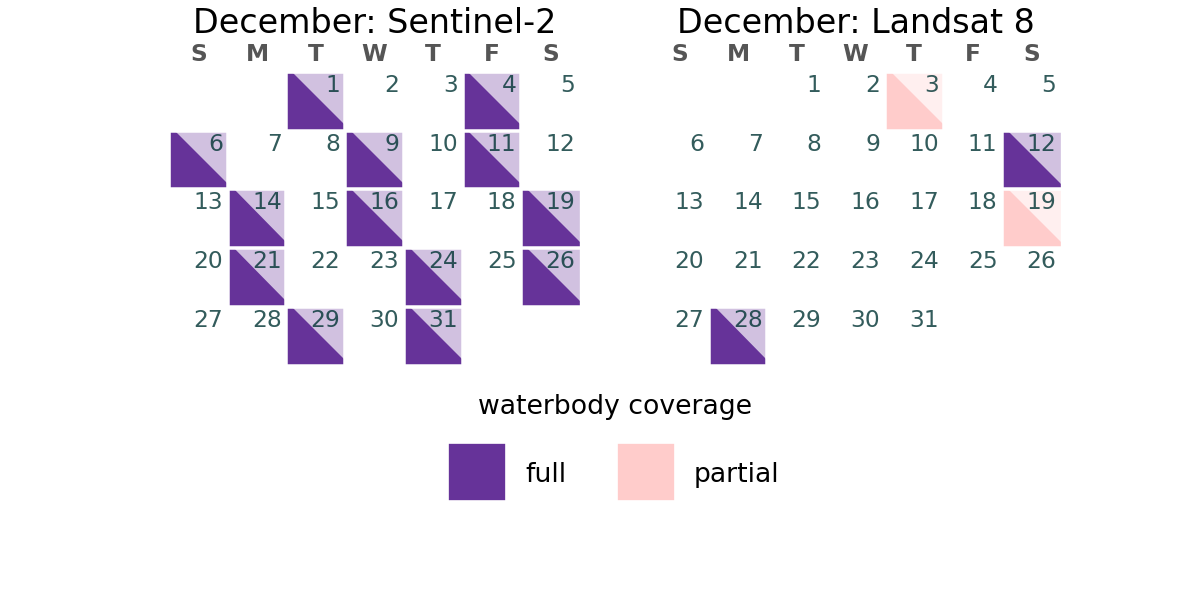 December: Sentinel-2
S M T W T F S
1 2 3 4 5
6 7 8 9 10 11 12
13 14 15 16 17 18 19
20 21 22 23 24 25 26
27 28 29 30 31
December: Landsat 8
S M T W T F S
1 2 3 4 5
6 7 8 9 10 11 12
13 14 15 16 17 18 19
20 21 22 23 24 25 26
27 28 29 30 31
waterbody coverage
full partial